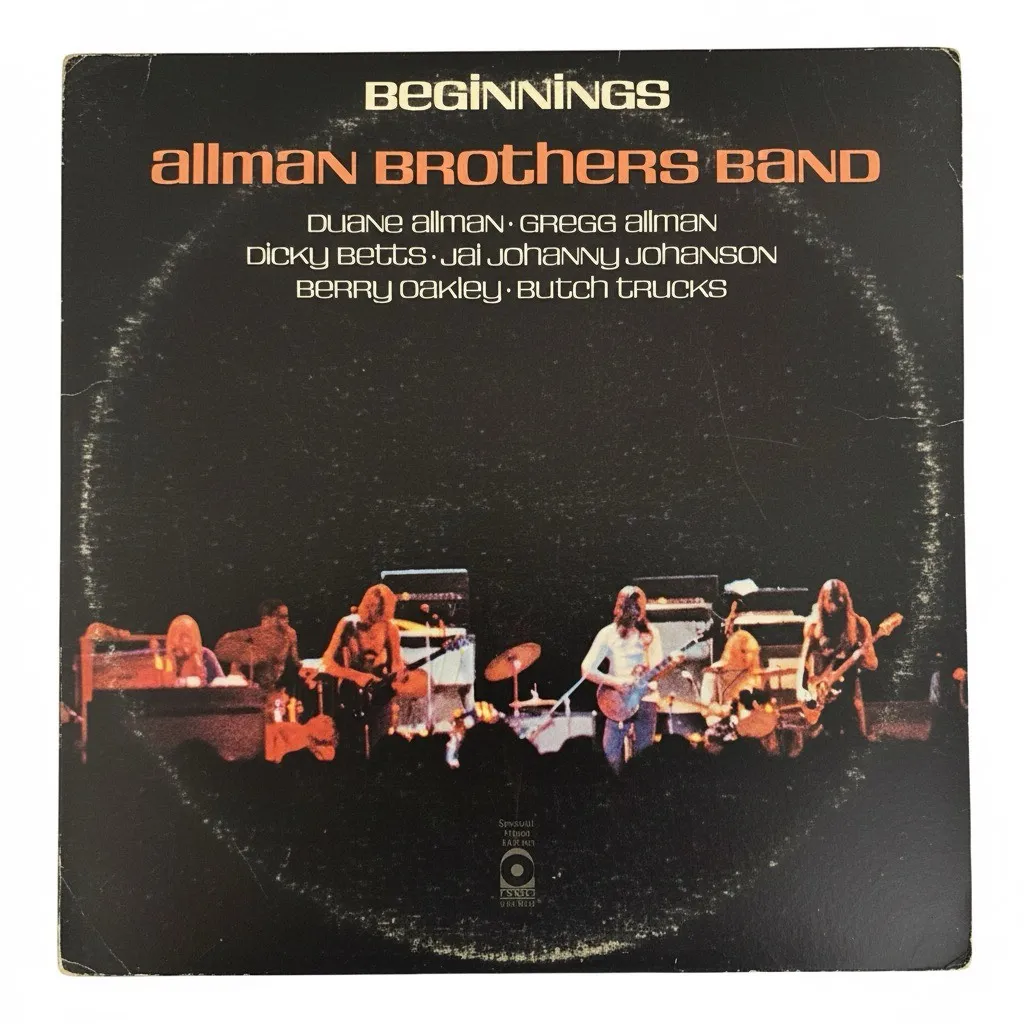 BEGINNINGS
allman BROTHERS BAND
DUANE allman · GREGG allman
DICKY BETTS · JAI JOHANNY JOHANSON
BERRY OAKLEY · BUTCH TRUCKS